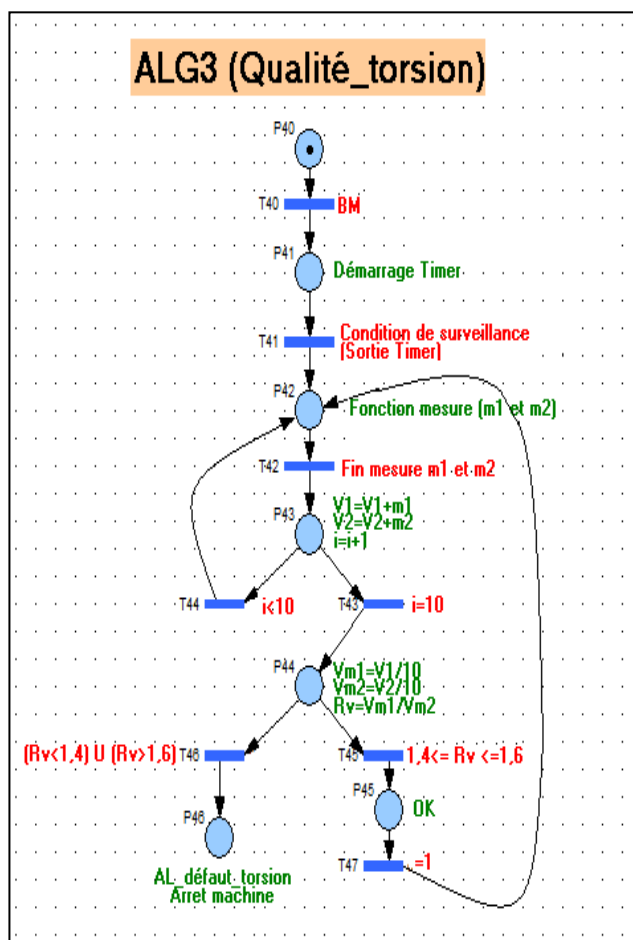 ALG3 (Qualité_torsion)
P40
T40 BM
P41
Démarrage Timer
T41 Condition de surveillance
(Sortie Timer)
P42
Fonction mesure (m1 et m2)
T42 Fin mesure m1 et m2
P43
V1=V1+m1
V2=V2+m2
i=i+1
T44 i<10
T43 i=10
P44
Vm1=V1/10
Vm2=V2/10
Rv=Vm1/Vm2
(Rv<1,4) U (Rv>1,6) T46
T45 1,4<= Rv <=1,6
P45
OK
P46
AL_défaut_torsion
Arret machine
T47 =1